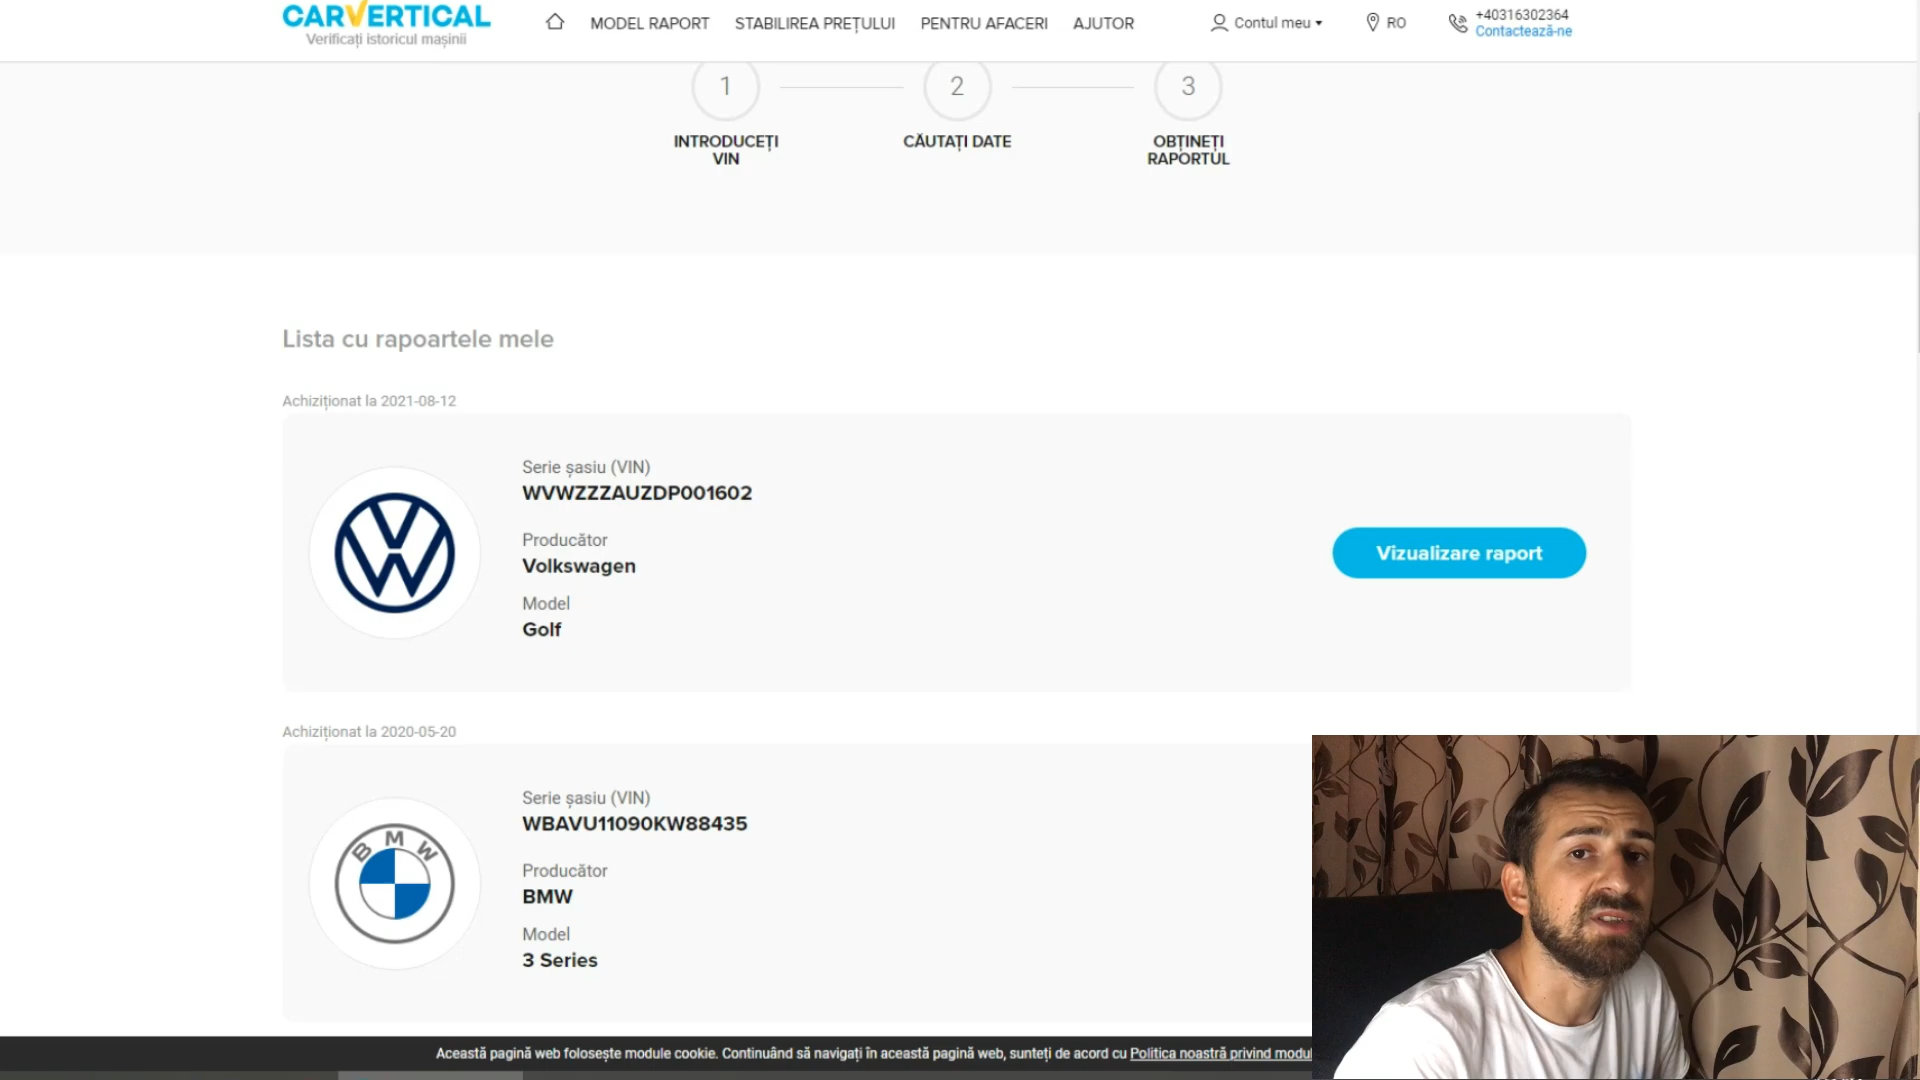 CARVERTICAL
Verificați istoricul mașinii
MODEL RAPORT
STABILIREA PREȚULUI
PENTRU AFACERI
AJUTOR
Contul meu
RO
+40316302364
Contactează-ne
1
2
3
INTRODUCEȚI
VIN
CĂUTAȚI DATE
OBȚINEȚI
RAPORTUL
Lista cu rapoartele mele
Achiziționat la 2021-08-12
Serie șasiu (VIN)
WVWZZZAUZDP001602
Producător
Volkswagen
Model
Golf
Vizualizare raport
Achiziționat la 2020-05-20
BMW
Serie șasiu (VIN)
WBAVU11090KW88435
Producător
BMW
Model
3 Series
Această pagină web folosește module cookie. Continuând să navigați în această pagină web, sunteți de acord cu Politica noastră privind modul